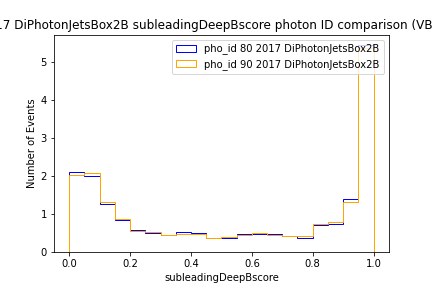 17 DiPhotonJetsBox2B subleadingDeepBscore photon ID comparison (VB
pho_id 80 2017 DiPhotonJetsBox2B
pho_id 90 2017 DiPhotonJetsBox2B
5
4
3
2
1
0
Number of Events
0.0 0.2 0.4 0.6 0.8 1.0
subleadingDeepBscore